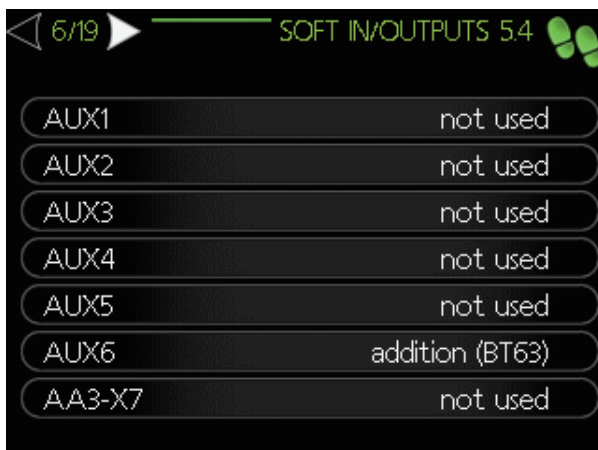 6/19 SOFT IN/OUTPUTS 5.4
AUX1 not used
AUX2 not used
AUX3 not used
AUX4 not used
AUX5 not used
AUX6 addition (BT63)
AA3-X7 not used